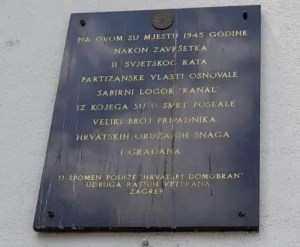 NA OVOM SU MJESTU 1945 GODINE
NAKON ZAVRŠETKA
II SVJETSKOG RATA
PARTIZANSKE VLASTI OSNOVALE
SABIRNI LOGOR "KANAL"
IZ KOJEGA SU U SMRT POSLALE
VELIKI BROJ PRIPADNIKA
HRVATSKIH ORUŽANIH SNAGA
I GRAĐANA
U SPOMEN PODIŽE "HRVATSKI DOMOBRAN"
UDRUGA RATNIH VETERANA
ZAGREB